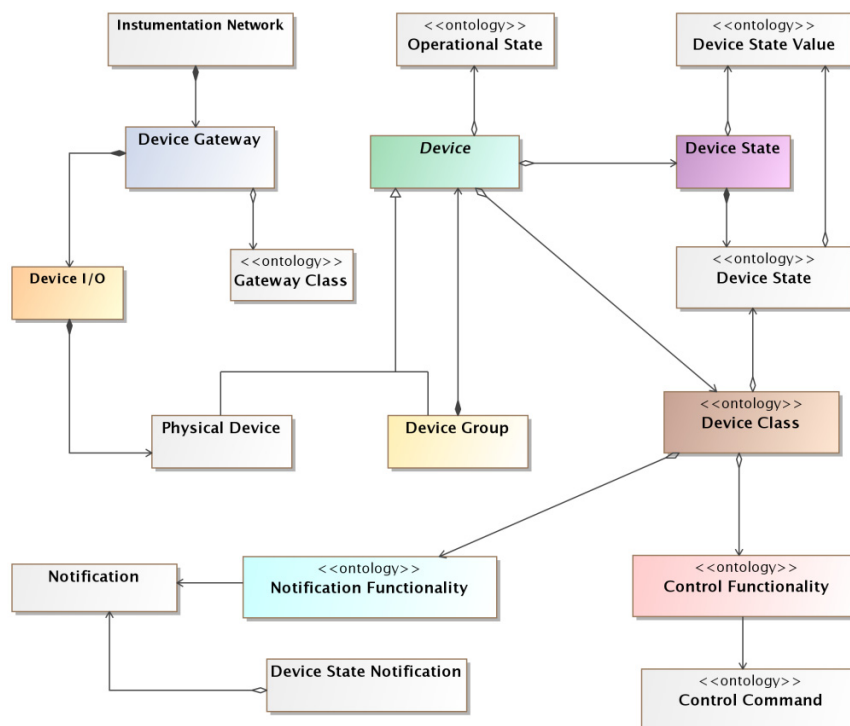 Instumentation Network
<<ontology>>
Operational State
<<ontology>>
Device State Value
Device Gateway
Device
Device State
<<ontology>>
Gateway Class
<<ontology>>
Device State
Device I/O
<<ontology>>
Device Class
Physical Device
Device Group
<<ontology>>
Notification Functionality
<<ontology>>
Control Functionality
Notification
Device State Notification
<<ontology>>
Control Command